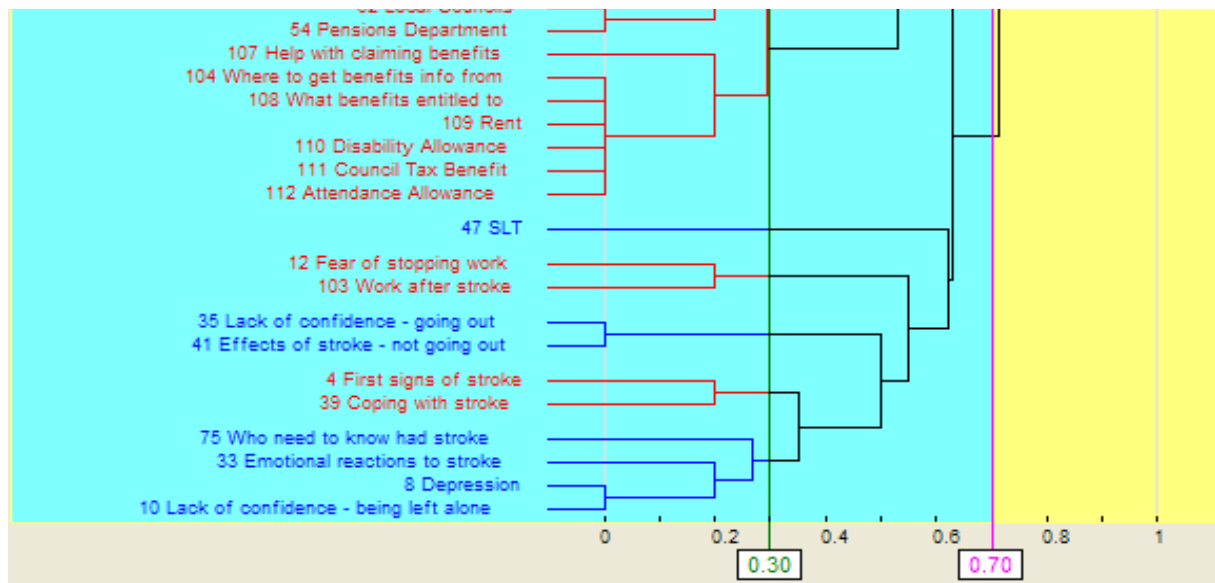 54 Pensions Department
107 Help with claiming benefits
104 Where to get benefits info from
108 What benefits entitled to
109 Rent
110 Disability Allowance
111 Council Tax Benefit
112 Attendance Allowance
47 SLT
12 Fear of stopping work
103 Work after stroke
35 Lack of confidence - going out
41 Effects of stroke - not going out
4 First signs of stroke
39 Coping with stroke
75 Who need to know had stroke
33 Emotional reactions to stroke
8 Depression
10 Lack of confidence - being left alone
0 0.2 0.4 0.6 0.8 1
0.30 0.70